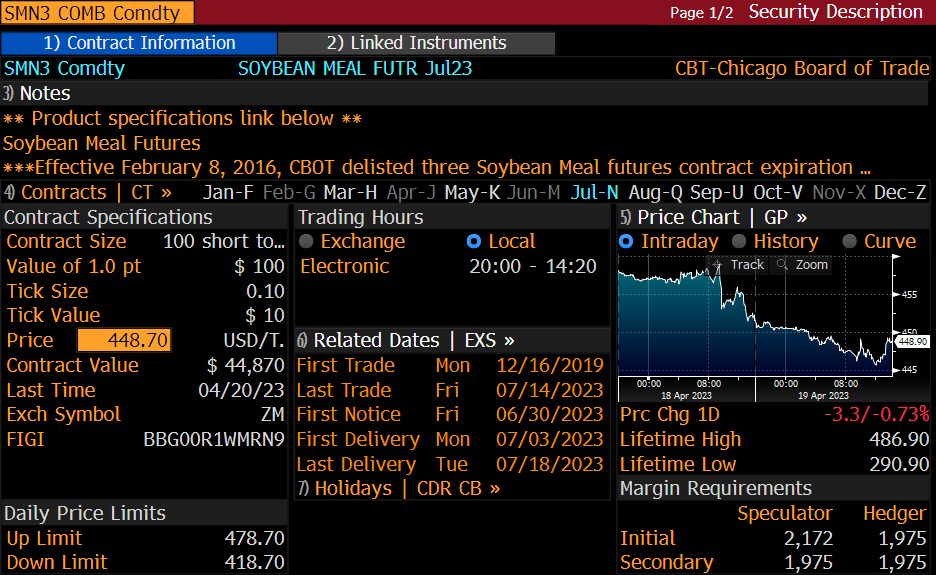 SMN3 COMB Comdty Page 1/2 Security Description
1) Contract Information 2) Linked Instruments
SMN3 Comdty SOYBEAN MEAL FUTR Jul23 CBT-Chicago Board of Trade
3) Notes
** Product specifications link below **
Soybean Meal Futures
***Effective February 8, 2016, CBOT delisted three Soybean Meal futures contract expiration …
4) Contracts | CT » Jan-F Feb-G Mar-H Apr-J May-K Jun-M Jul-N Aug-Q Sep-U Oct-V Nov-X Dec-Z
Contract Specifications
Contract Size 100 short to…
Value of 1.0 pt $ 100
Tick Size 0.10
Tick Value $ 10
Price 448.70 USD/T.
Contract Value $ 44,870
Last Time 04/20/23
Exch Symbol ZM
FIGI BBG00R1WMRN9
Daily Price Limits
Up Limit 478.70
Down Limit 418.70
Trading Hours
Exchange Local
Electronic 20:00 - 14:20
6) Related Dates | EXS »
First Trade Mon 12/16/2019
Last Trade Fri 07/14/2023
First Notice Fri 06/30/2023
First Delivery Mon 07/03/2023
Last Delivery Tue 07/18/2023
7) Holidays | CDR CB »
5) Price Chart | GP »
Intraday History Curve
Track Zoom
455
450
448.90
445
00:00 08:00 00:00 08:00
18 Apr 2023 19 Apr 2023
Prc Chg 1D -3.3/-0.73%
Lifetime High 486.90
Lifetime Low 290.90
Margin Requirements
Speculator Hedger
Initial 2,172 1,975
Secondary 1,975 1,975